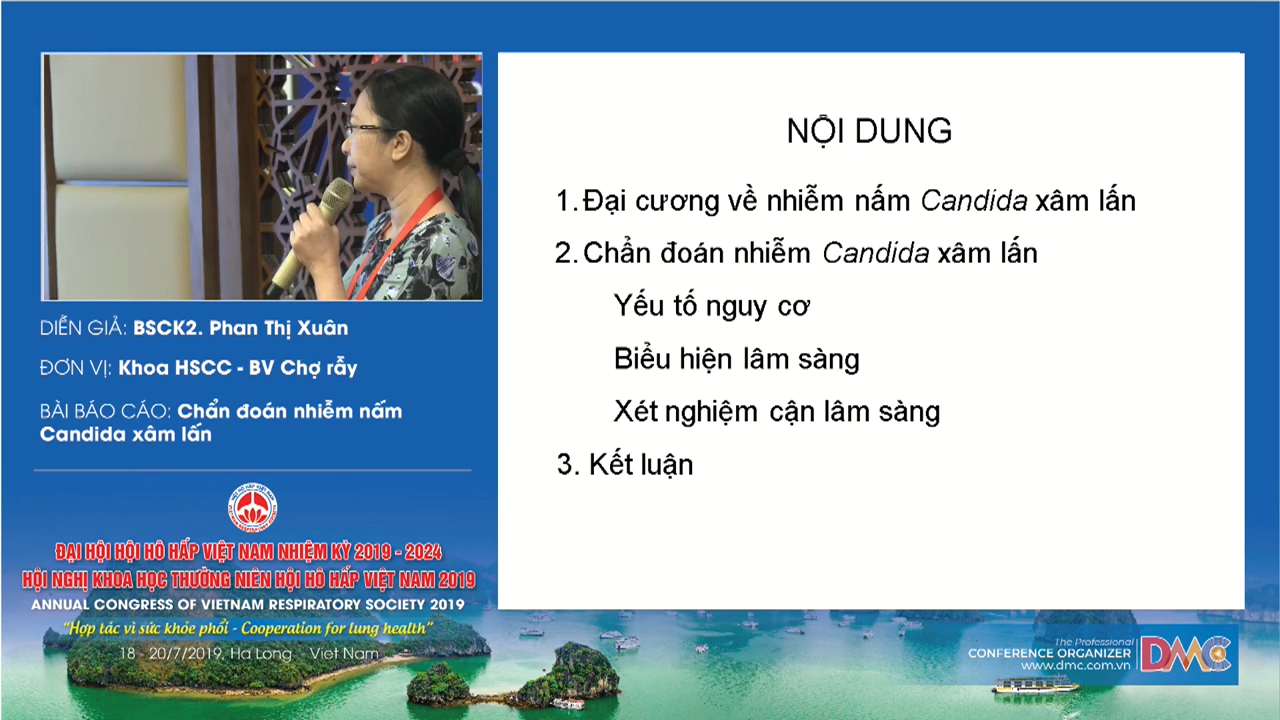 NỘI DUNG
1. Đại cương về nhiễm nấm Candida xâm lấn
2. Chẩn đoán nhiễm Candida xâm lấn
Yếu tố nguy cơ
Biểu hiện lâm sàng
Xét nghiệm cận lâm sàng
3. Kết luận
DIỄN GIẢ: BSCK2. Phan Thị Xuân
ĐƠN VỊ: Khoa HSCC - BV Chợ rẫy
BÀI BÁO CÁO: Chẩn đoán nhiễm nấm
Candida xâm lấn
ĐẠI HỘI HỘI HÔ HẤP VIỆT NAM NHIỆM KỲ 2019 - 2024
HỘI NGHỊ KHOA HỌC THƯỜNG NIÊN HỘI HÔ HẤP VIỆT NAM 2019
ANNUAL CONGRESS OF VIETNAM RESPIRATORY SOCIETY 2019
“Hợp tác vì sức khỏe phổi - Cooperation for lung health”
18 - 20/7/2019, Ha Long Viet Nam
The Professional
CONFERENCE ORGANIZER
www.dmc.com.vn
DMC